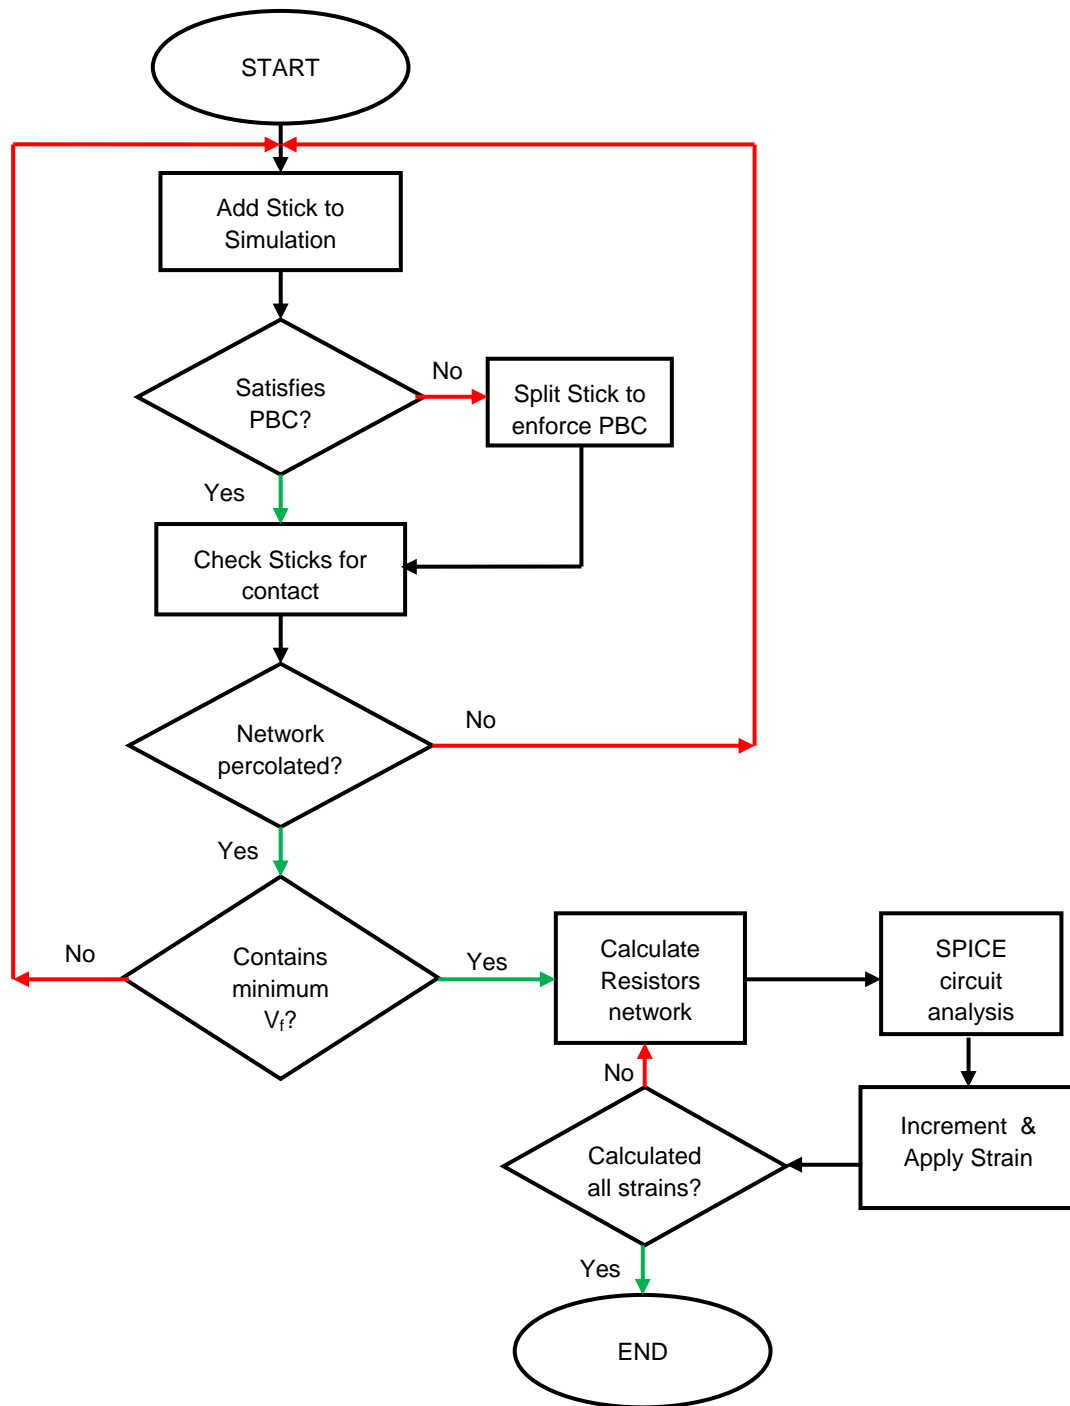 START
Add Stick to
Simulation
Satisfies
PBC?
No
Split Stick to
enforce PBC
Yes
Check Sticks for
contact
Network
percolated?
No
Yes
Contains
minimum
Vf?
No
Yes
Calculate
Resistors
network
SPICE
circuit
analysis
Increment &
Apply Strain
Calculated
all strains?
No
Yes
END